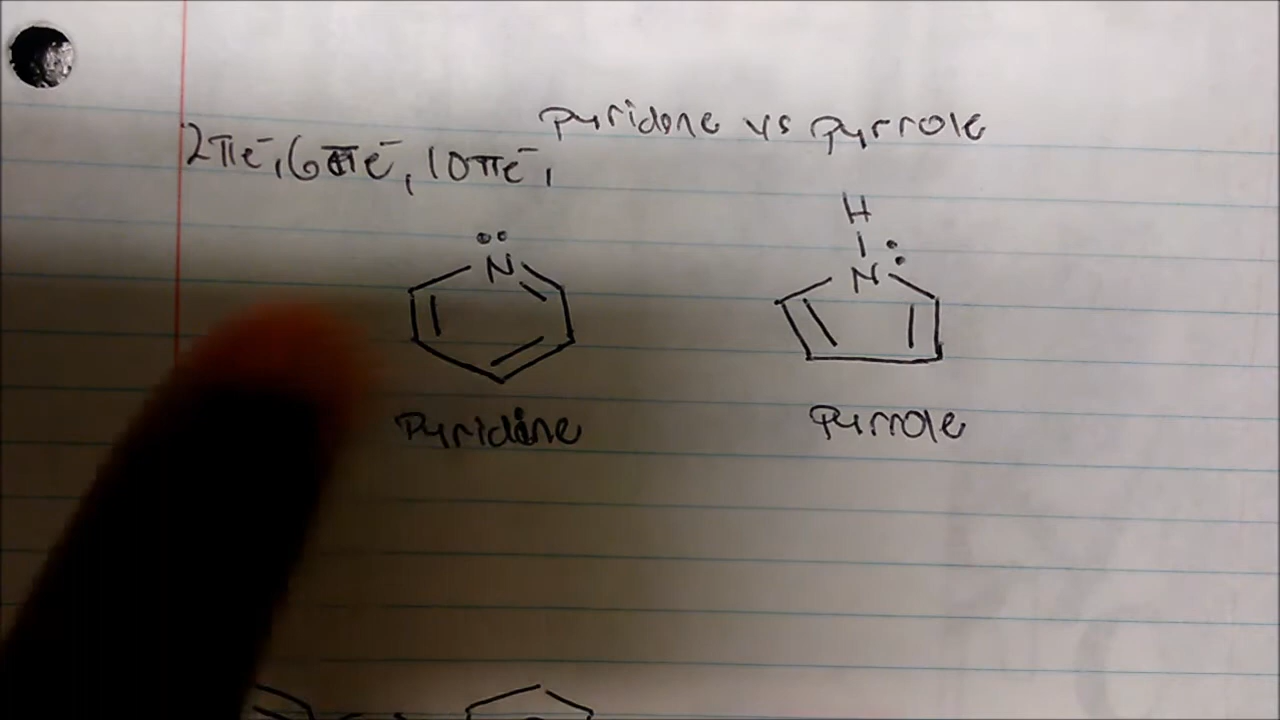 pyridine vs pyrrole
2πe⁻, 6πe⁻, 10πe⁻,
H
N
N
Pyridine
Pyrrole